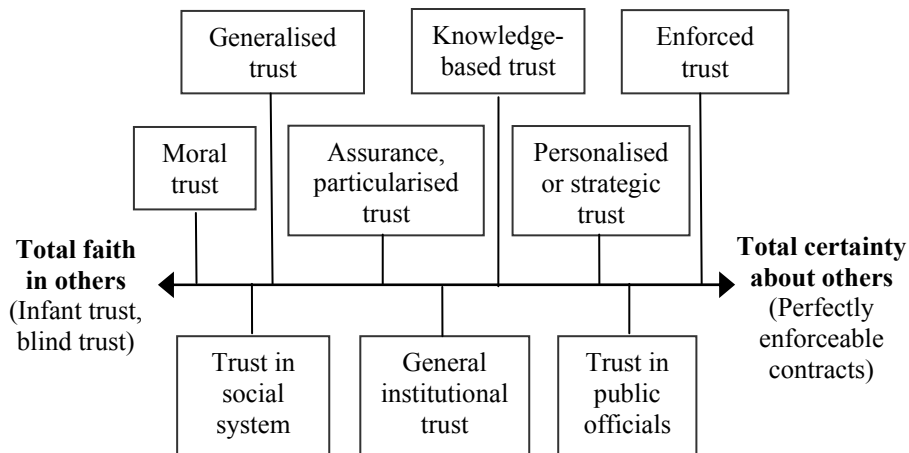 Generalised
trust
Knowledge-
based trust
Enforced
trust
Moral
trust
Assurance,
particularised
trust
Personalised
or strategic
trust
Total faith
in others
(Infant trust,
blind trust)
Total certainty
about others
(Perfectly
enforceable
contracts)
Trust in
social
system
General
institutional
trust
Trust in
public
officials